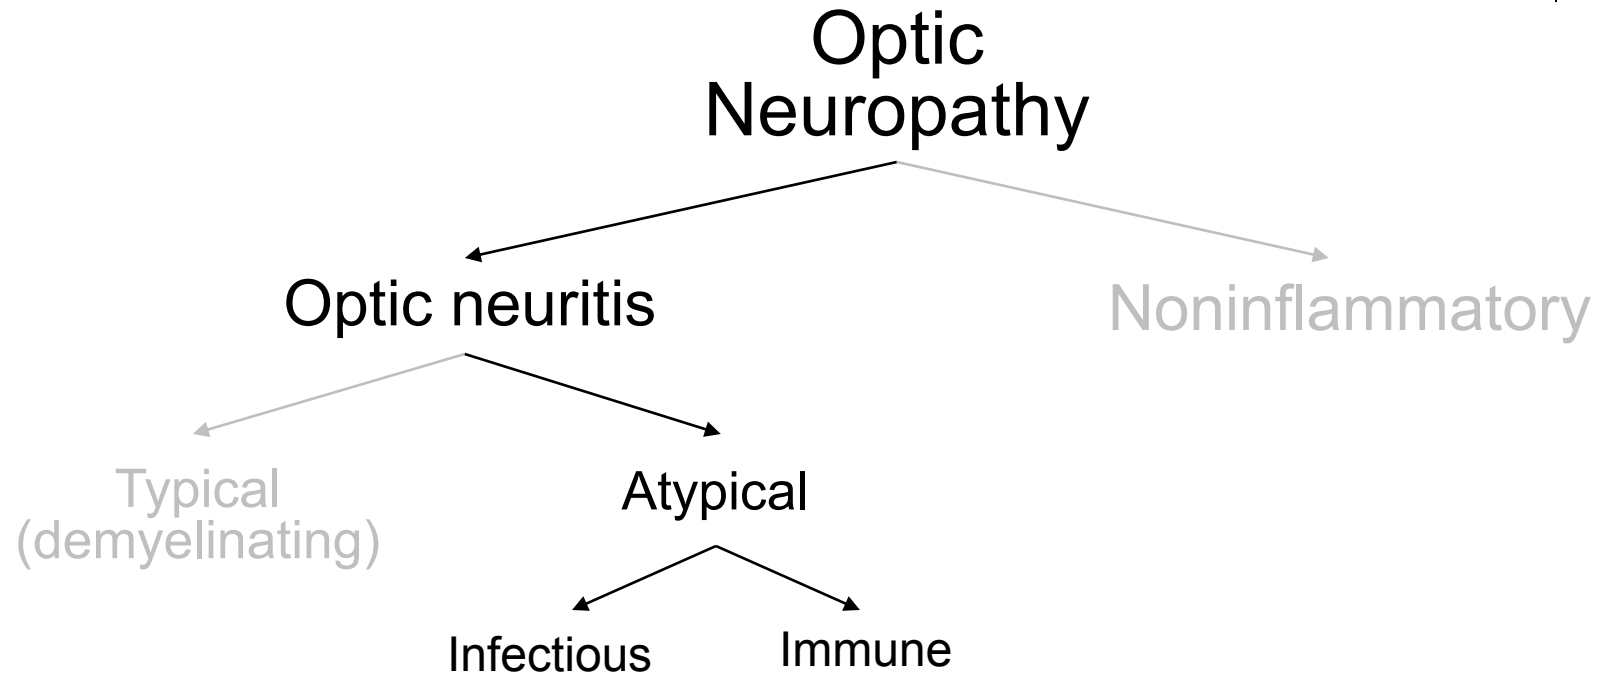 Optic
Neuropathy
Optic neuritis
Noninflammatory
Typical
(demyelinating)
Atypical
Infectious
Immune